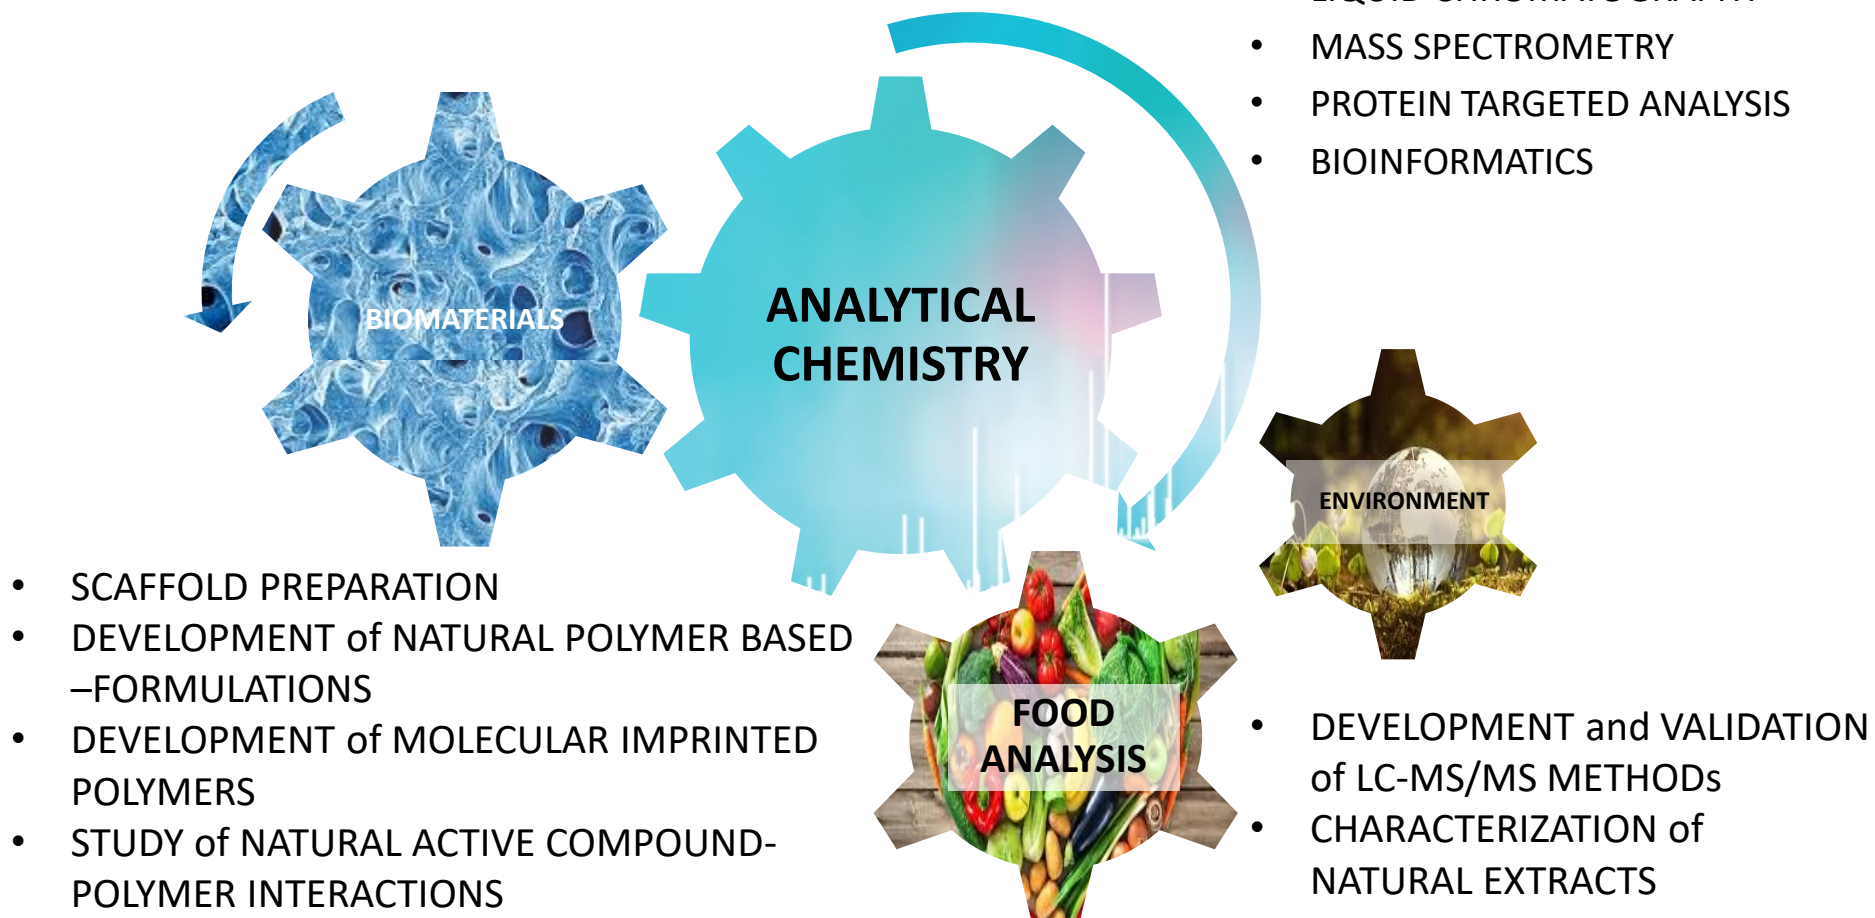 LIQUID CHROMATOGRAPHY
• MASS SPECTROMETRY
• PROTEIN TARGETED ANALYSIS
• BIOINFORMATICS
BIOMATERIALS
ANALYTICAL
CHEMISTRY
ENVIRONMENT
• SCAFFOLD PREPARATION
• DEVELOPMENT of NATURAL POLYMER BASED
–FORMULATIONS
• DEVELOPMENT of MOLECULAR IMPRINTED
POLYMERS
• STUDY of NATURAL ACTIVE COMPOUND-
POLYMER INTERACTIONS
FOOD
ANALYSIS
• DEVELOPMENT and VALIDATION
of LC-MS/MS METHODs
• CHARACTERIZATION of
NATURAL EXTRACTS